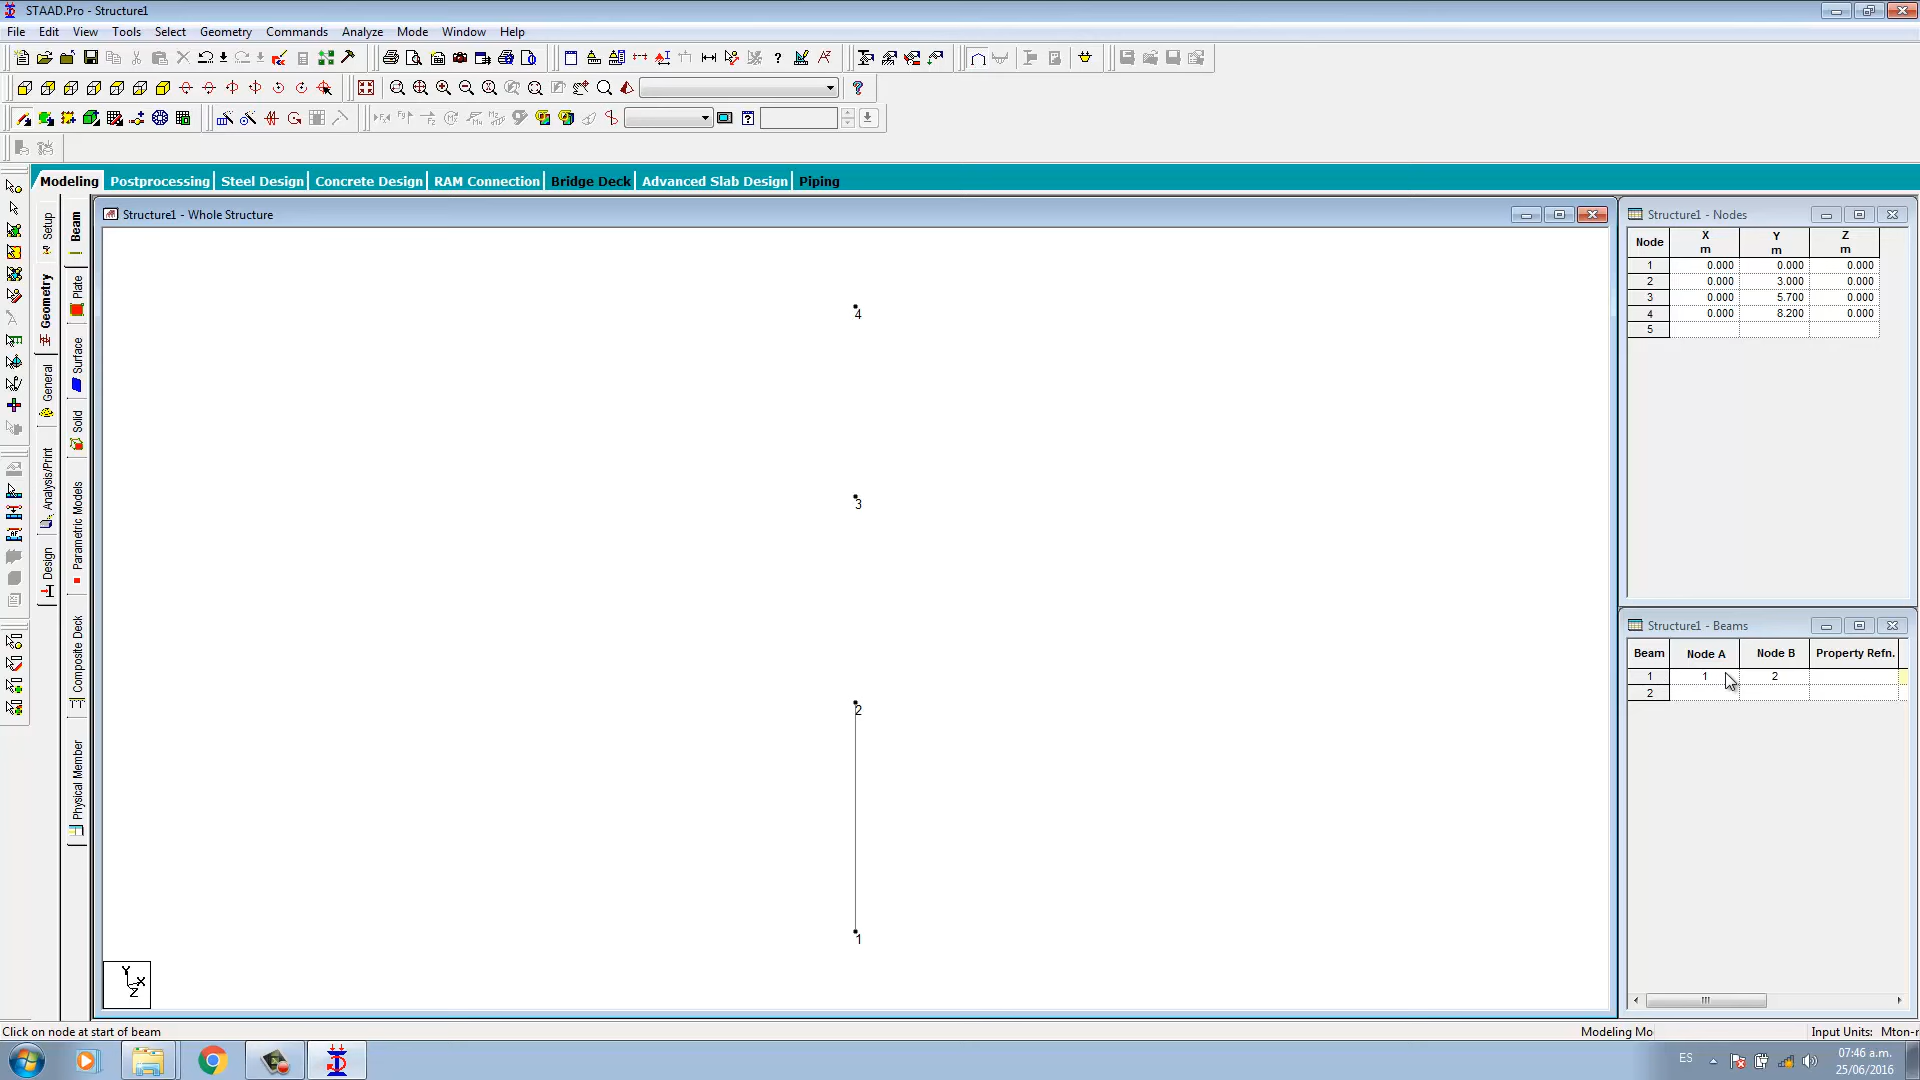 STAAD.Pro - Structure1
File Edit View Tools Select Geometry Commands Analyze Mode Window Help
Modeling Postprocessing Steel Design Concrete Design RAM Connection Bridge Deck Advanced Slab Design Piping
Setup
Geometry
General
Analysis/Print
Design
Beam
Plate
Surface
Solid
Parametric Models
Composite Deck
Physical Member
Structure1 - Whole Structure
4
3
2
1
Y
X
Z
Structure1 - Nodes
Node X m Y m Z m
1 0.000 0.000 0.000
2 0.000 3.000 0.000
3 0.000 5.700 0.000
4 0.000 8.200 0.000
5
Structure1 - Beams
Beam Node A Node B Property Refn.
1 1 2
2
Click on node at start of beam
Modeling Mo
Input Units: Mton-r
ES
07:46 a.m.
25/06/2016